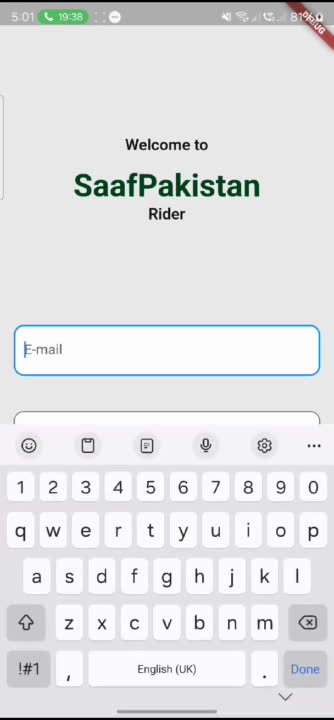 5:01 19:38 81%
DEBUG
Welcome to
SaafPakistan
Rider
E-mail
1 2 3 4 5 6 7 8 9 0
q w e r t y u i o p
a s d f g h j k l
z x c v b n m
!#1 , English (UK) . Done